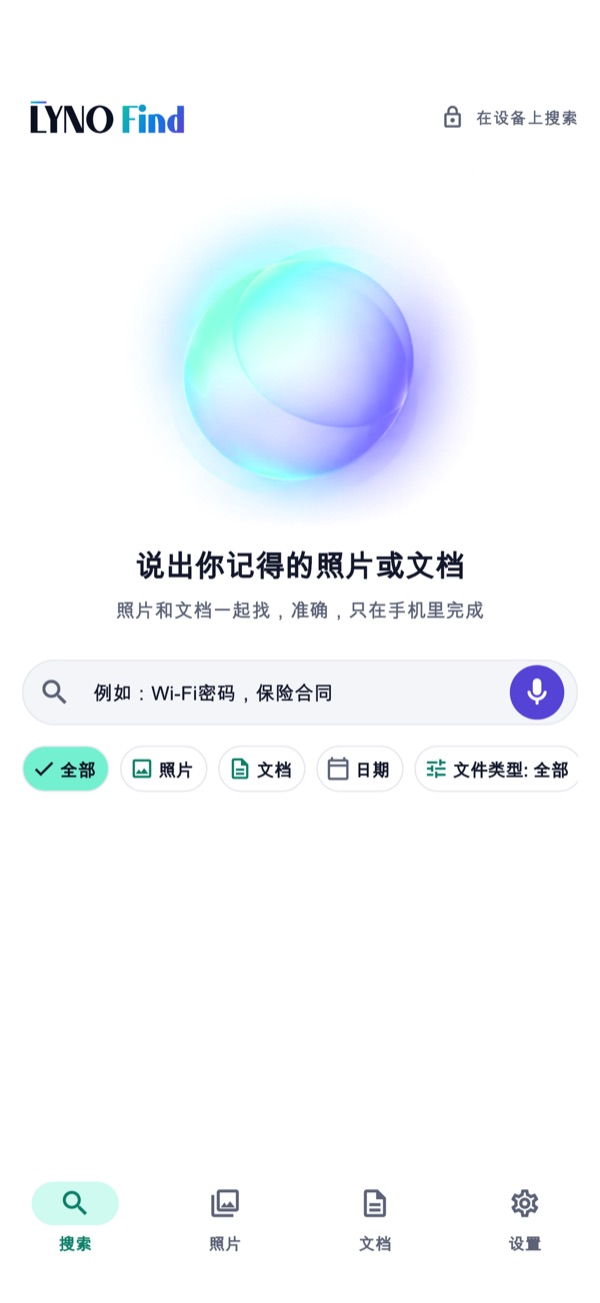 LYNO Find
在设备上搜索
说出你记得的照片或文档
照片和文档一起找，准确，只在手机里完成
例如：Wi-Fi密码，保险合同
全部 照片 文档 日期 文件类型: 全部
搜索 照片 文档 设置